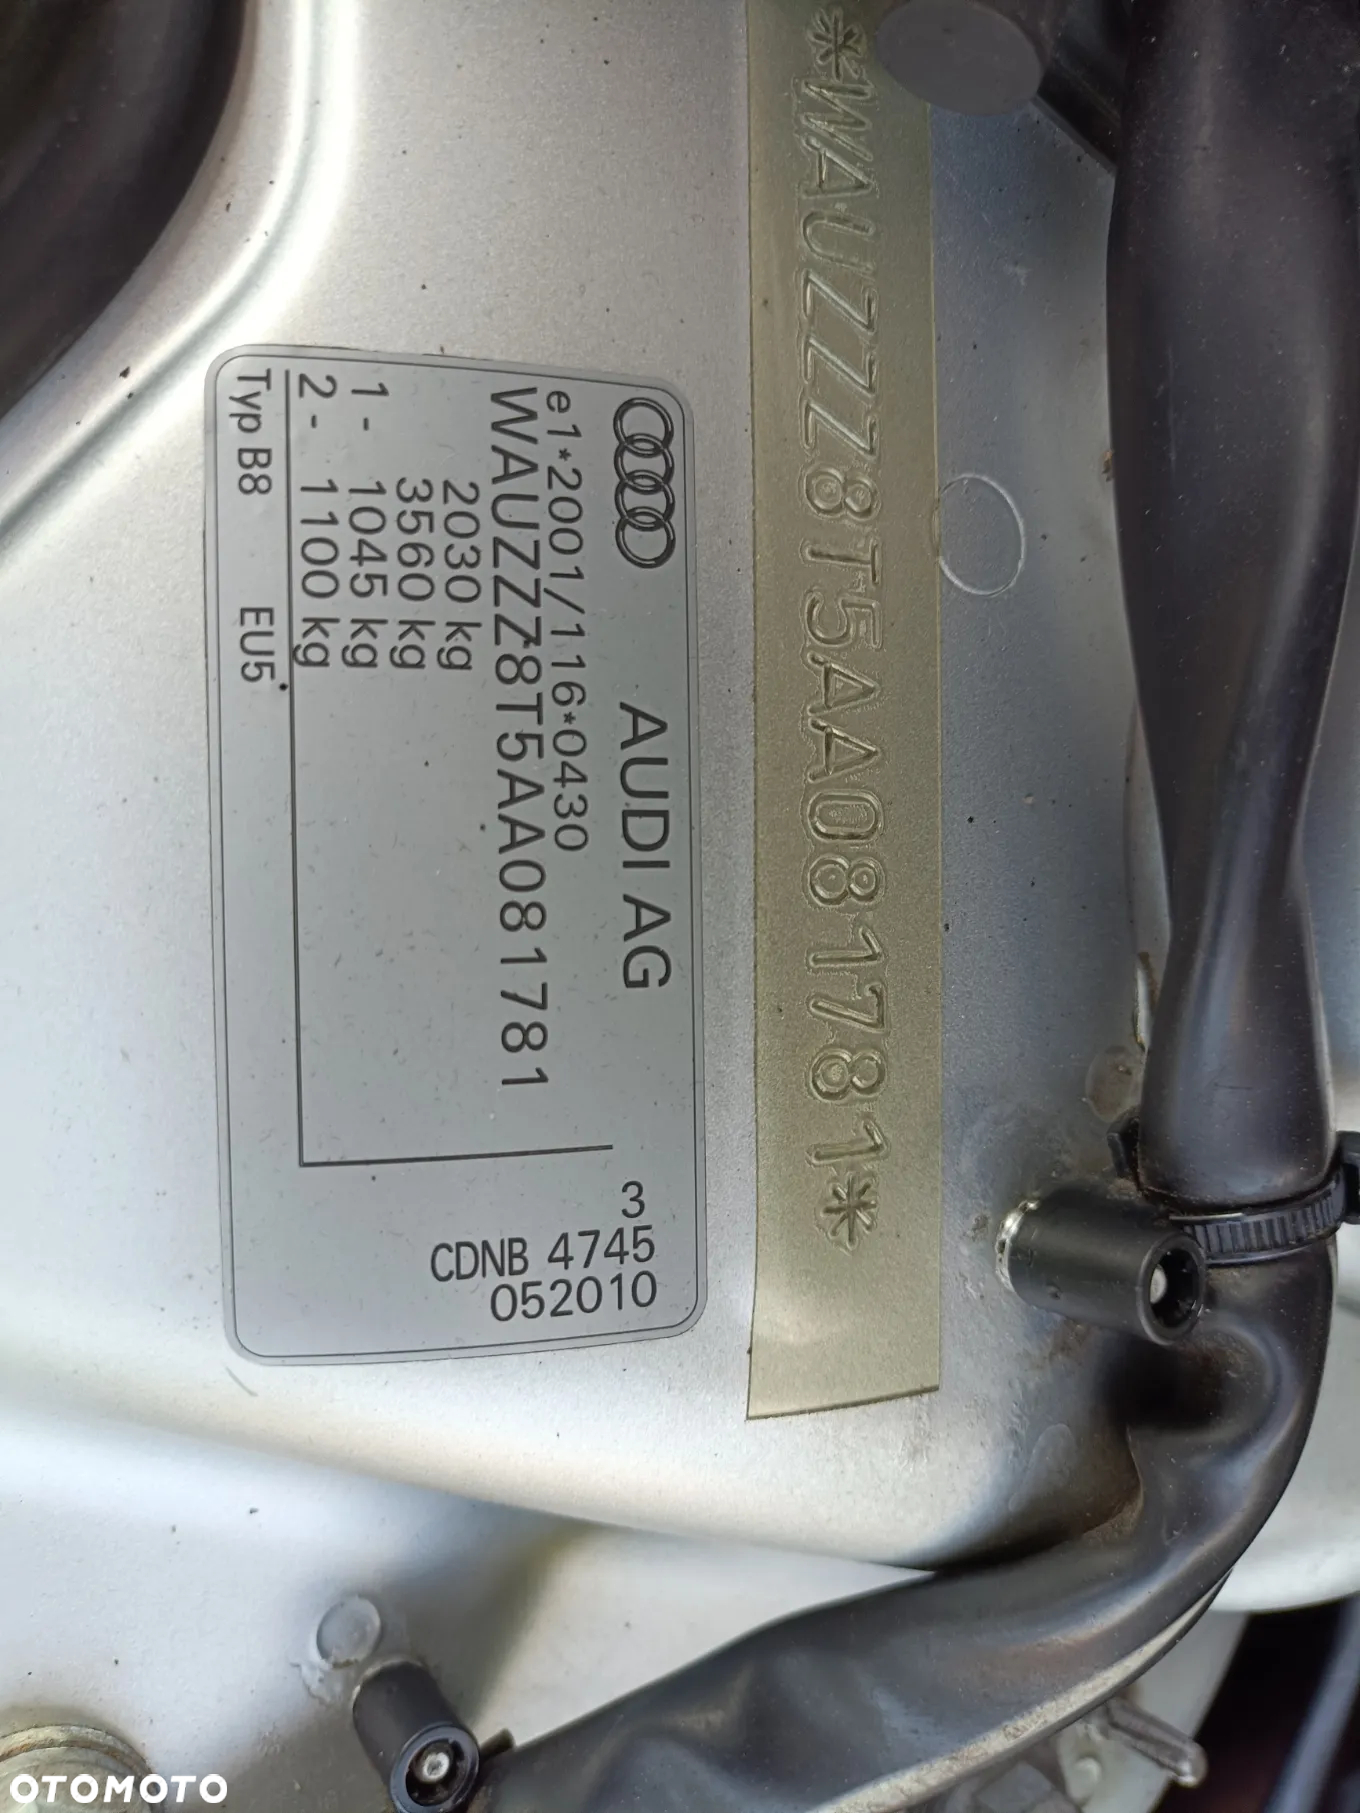 *WAUZZZ8T5AA081781*
AUDI AG
e1*2001/116*0430
WAUZZZ8T5AA081781
2030 kg
3560 kg
1- 1045 kg
2- 1100 kg
Typ B8 EU5
3
CDNB 4745
052010
OTOMOTO